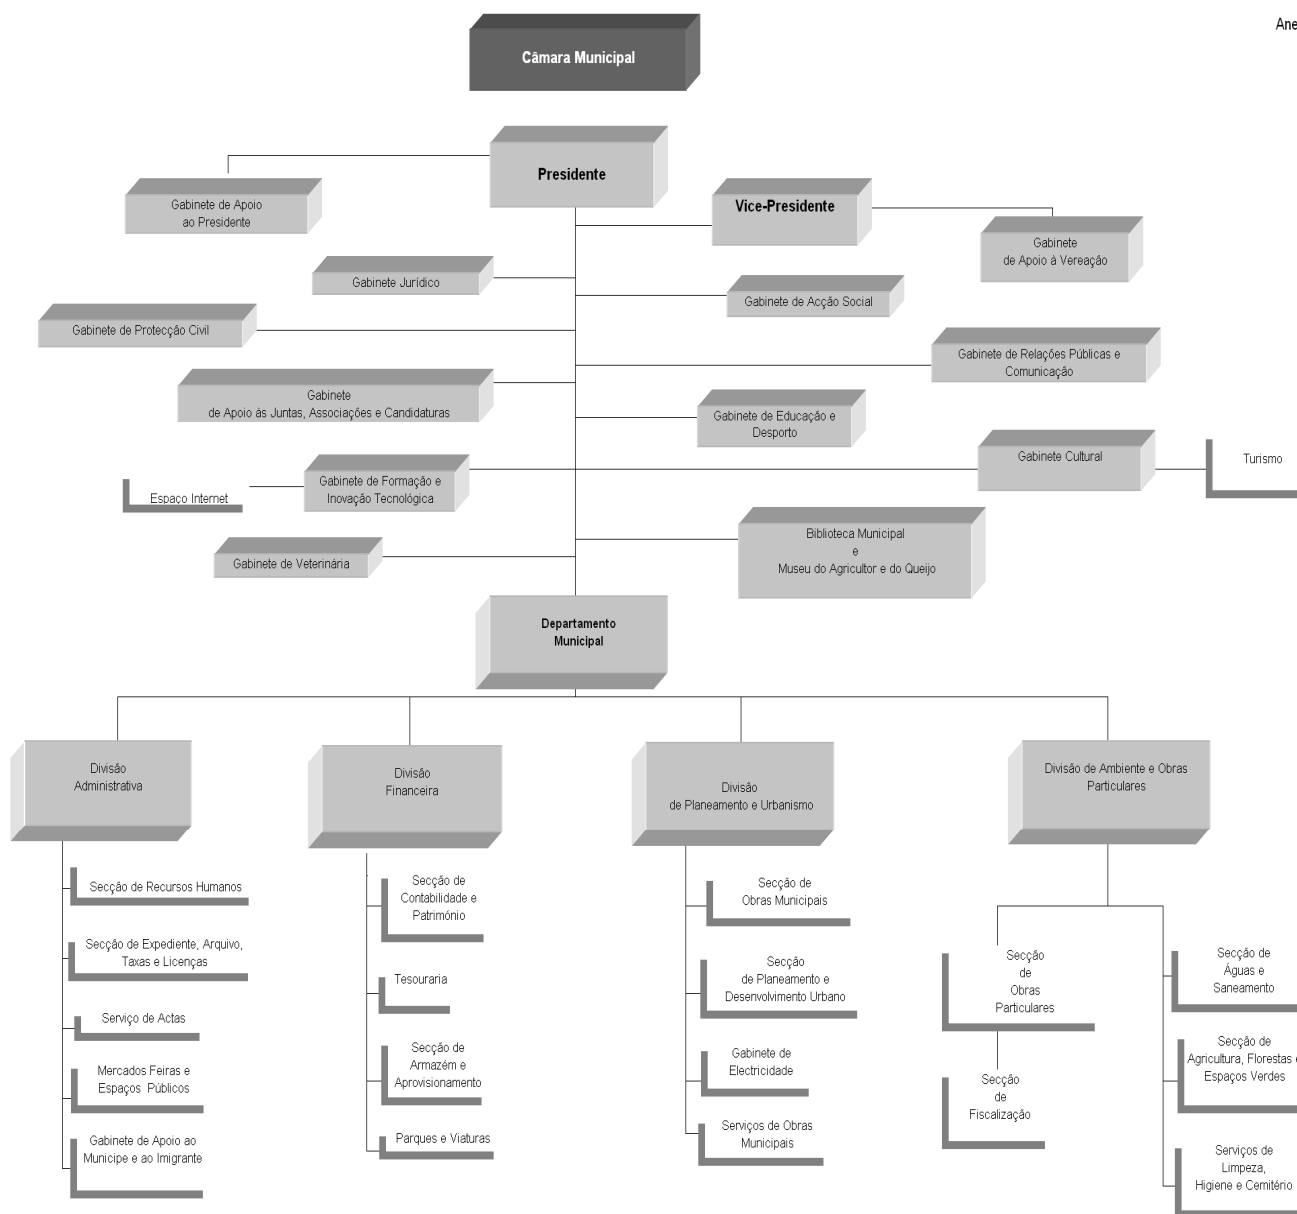 Ane
Câmara Municipal
Presidente
Gabinete de Apoio
ao Presidente
Vice-Presidente
Gabinete
de Apoio à Vereação
Gabinete Jurídico
Gabinete de Acção Social
Gabinete de Protecção Civil
Gabinete de Relações Públicas e
Comunicação
Gabinete
de Apoio às Juntas, Associações e Candidaturas
Gabinete de Educação e
Desporto
Gabinete Cultural
Turismo
Gabinete de Formação e
Inovação Tecnológica
Espaço Internet
Biblioteca Municipal
e
Museu do Agricultor e do Queijo
Gabinete de Veterinária
Departamento
Municipal
Divisão
Administrativa
Divisão
Financeira
Divisão
de Planeamento e Urbanismo
Divisão de Ambiente e Obras
Particulares
Secção de Recursos Humanos
Secção de Expediente, Arquivo,
Taxas e Licenças
Serviço de Actas
Mercados Feiras e
Espaços Públicos
Gabinete de Apoio ao
Municipe e ao Imigrante
Secção de
Contabilidade e
Património
Tesouraria
Secção de
Armazém e
Aprovisionamento
Parques e Viaturas
Secção de
Obras Municipais
Secção
de Planeamento e
Desenvolvimento Urbano
Gabinete de
Electricidade
Serviços de Obras
Municipais
Secção
de
Obras
Particulares
Secção
de
Fiscalização
Secção de
Águas e
Saneamento
Secção de
Agricultura, Florestas e
Espaços Verdes
Serviços de
Limpeza,
Higiene e Cemitério